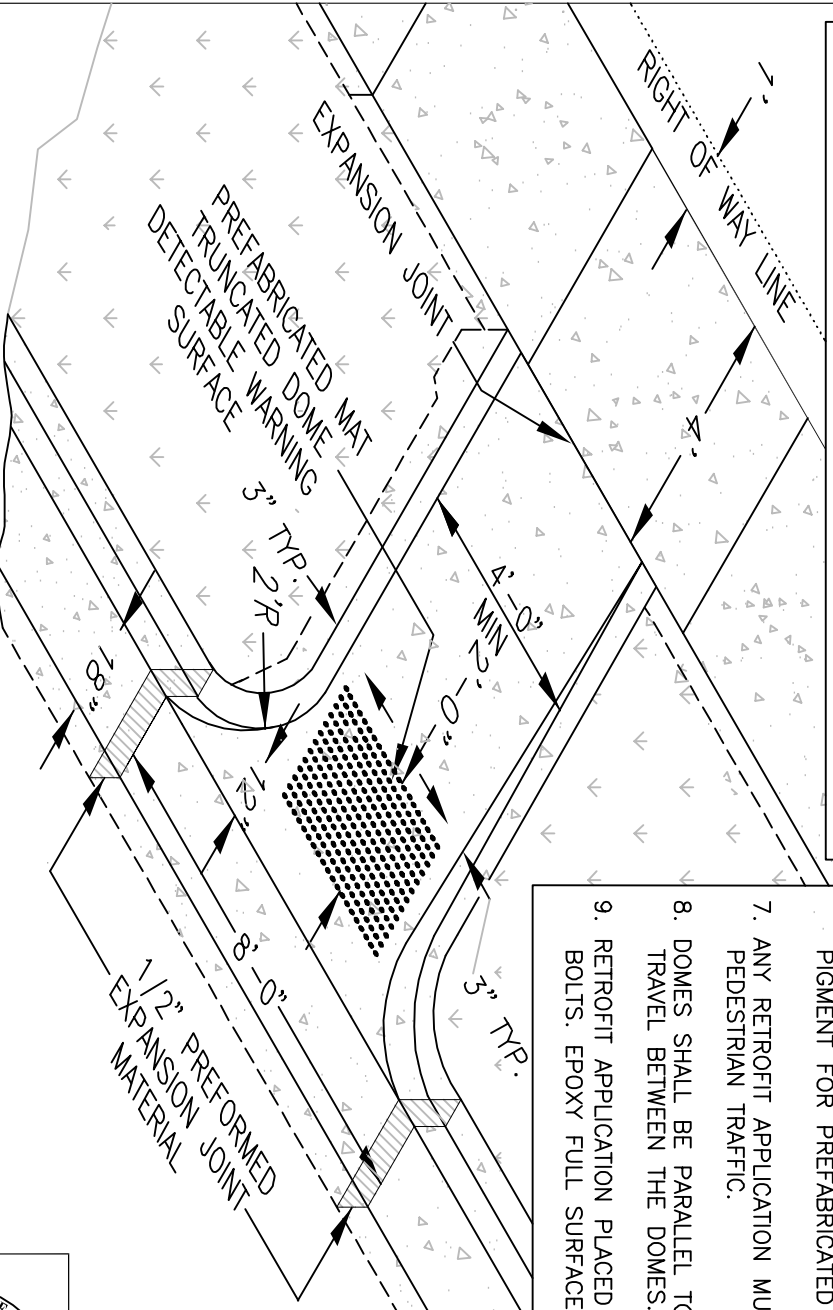 1'
RIGHT OF WAY LINE
4'
EXPANSION JOINT
PREFABRICATED MAT
TRUNCATED DOME
DETECTABLE WARNING
SURFACE
3" TYP.
2'R
4'-0"
MIN
2'-0"
18"
12"
8'-0"
3" TYP.
1/2" PREFORMED
EXPANSION JOINT
MATERIAL
PIGMENT FOR PREFABRICATED
7. ANY RETROFIT APPLICATION MU
PEDESTRIAN TRAFFIC.
8. DOMES SHALL BE PARALLEL TO
TRAVEL BETWEEN THE DOMES.
9. RETROFIT APPLICATION PLACED
BOLTS. EPOXY FULL SURFACE